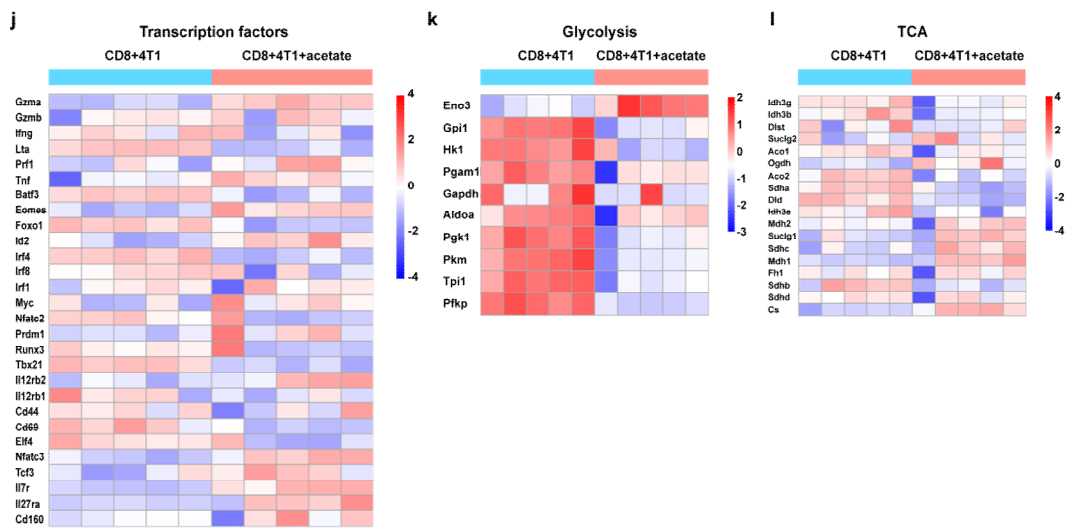 j
Transcription factors
CD8+4T1 CD8+4T1+acetate
Gzma
Gzmb
Ifng
Lta
Prf1
Tnf
Batf3
Eomes
Foxo1
Id2
Irf4
Irf8
Irf1
Myc
Nfatc2
Prdm1
Runx3
Tbx21
Il12rb2
Il12rb1
Cd44
Cd69
Elf4
Nfatc3
Tcf3
Il7r
Il27ra
Cd160
4
2
0
-2
-4
k
Glycolysis
CD8+4T1 CD8+4T1+acetate
Eno3
Gpi1
Hk1
Pgam1
Gapdh
Aldoa
Pgk1
Pkm
Tpi1
Pfkp
2
1
0
-1
-2
-3
l
TCA
CD8+4T1 CD8+4T1+acetate
Idh3g
Idh3b
Dlst
Suclg2
Aco1
Ogdh
Aco2
Sdha
Dld
Idh3a
Mdh2
Suclg1
Sdhc
Mdh1
Fh1
Sdhb
Sdhd
Cs
4
2
0
-2
-4